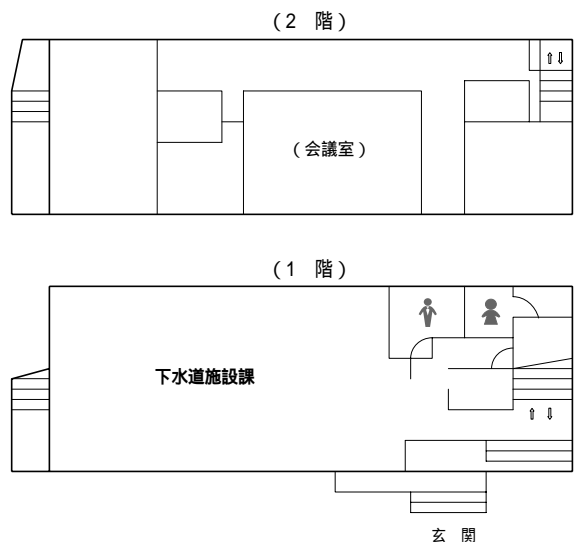 (2 階)
⇧⇩
(会議室)
(1 階)
下水道施設課
⇧ ⇩
玄 関